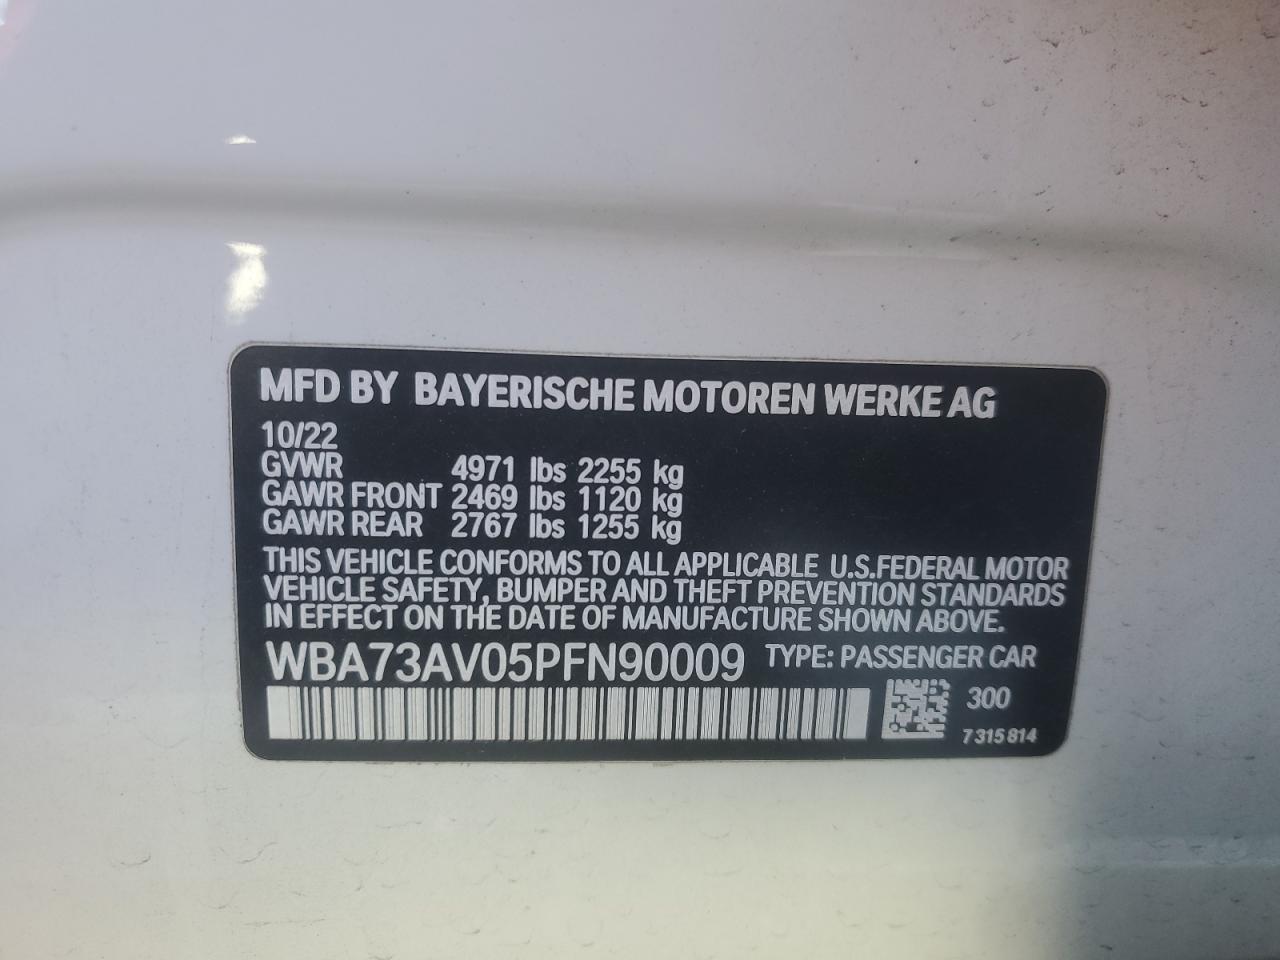 MFD BY BAYERISCHE MOTOREN WERKE AG
10/22
GVWR 4971 lbs 2255 kg
GAWR FRONT 2469 lbs 1120 kg
GAWR REAR 2767 lbs 1255 kg
THIS VEHICLE CONFORMS TO ALL APPLICABLE U.S.FEDERAL MOTOR
VEHICLE SAFETY, BUMPER AND THEFT PREVENTION STANDARDS
IN EFFECT ON THE DATE OF MANUFACTURE SHOWN ABOVE.
WBA73AV05PFN90009 TYPE: PASSENGER CAR
300
7 315 814